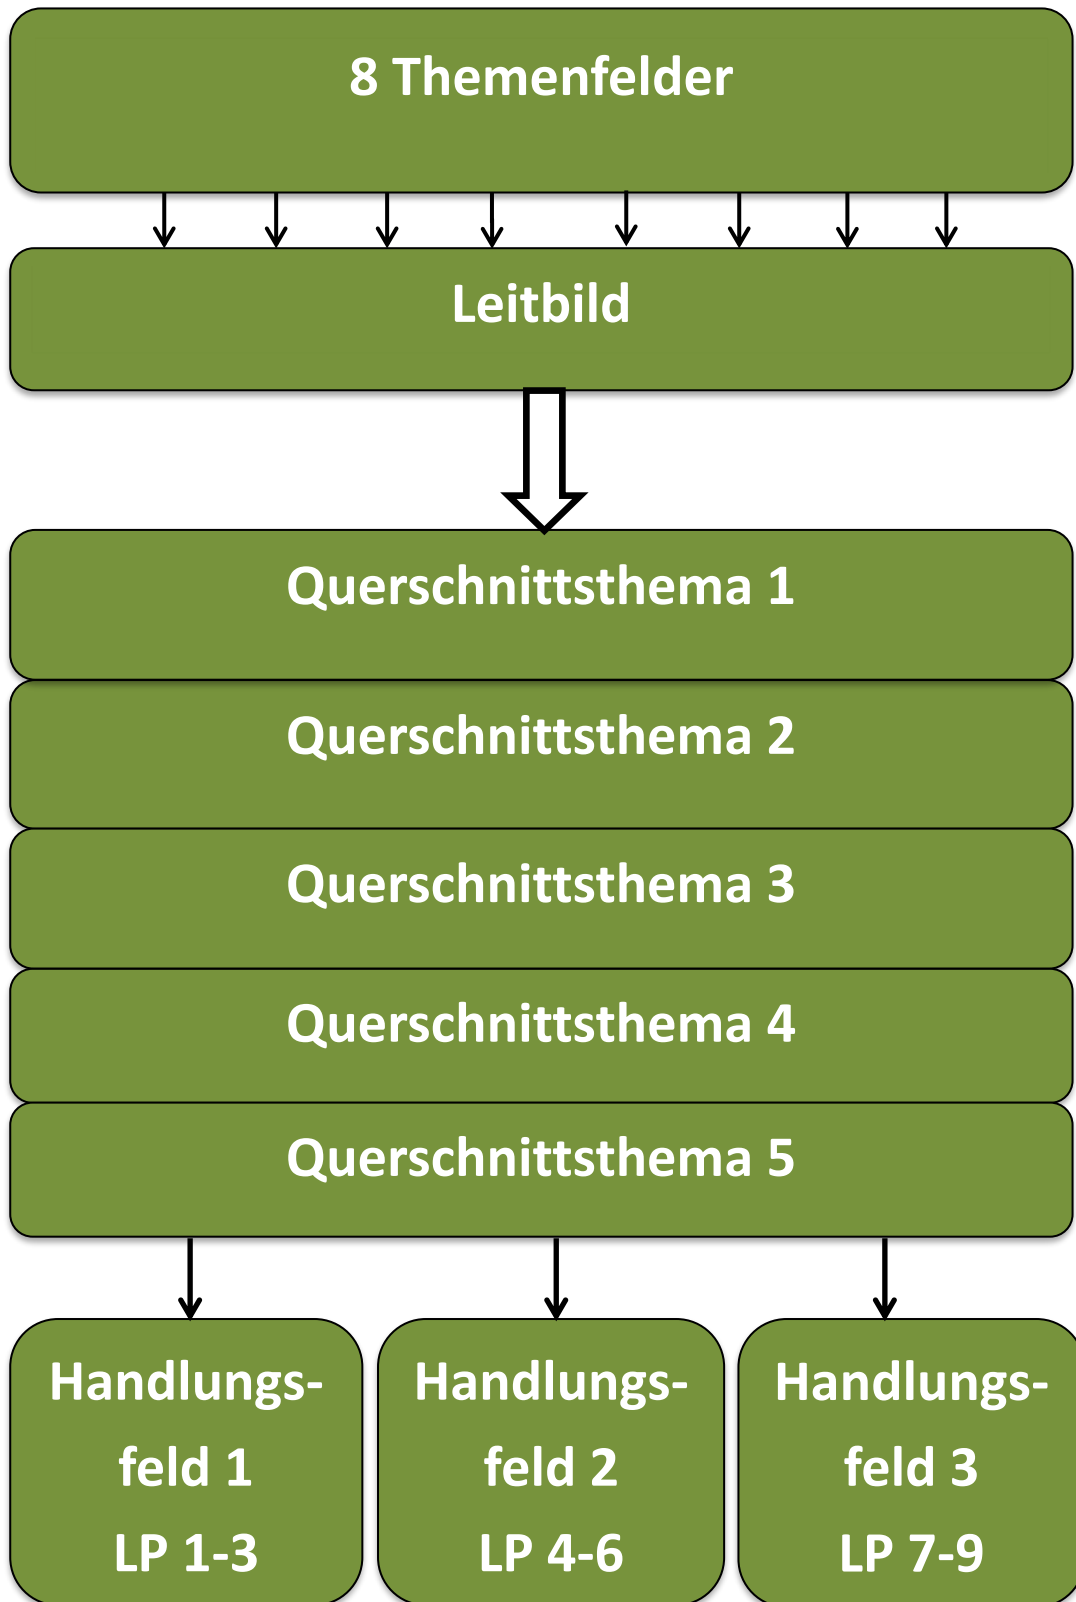 8 Themenfelder
Leitbild
Querschnittsthema 1
Querschnittsthema 2
Querschnittsthema 3
Querschnittsthema 4
Querschnittsthema 5
Handlungs-
feld 1
LP 1-3
Handlungs-
feld 2
LP 4-6
Handlungs-
feld 3
LP 7-9